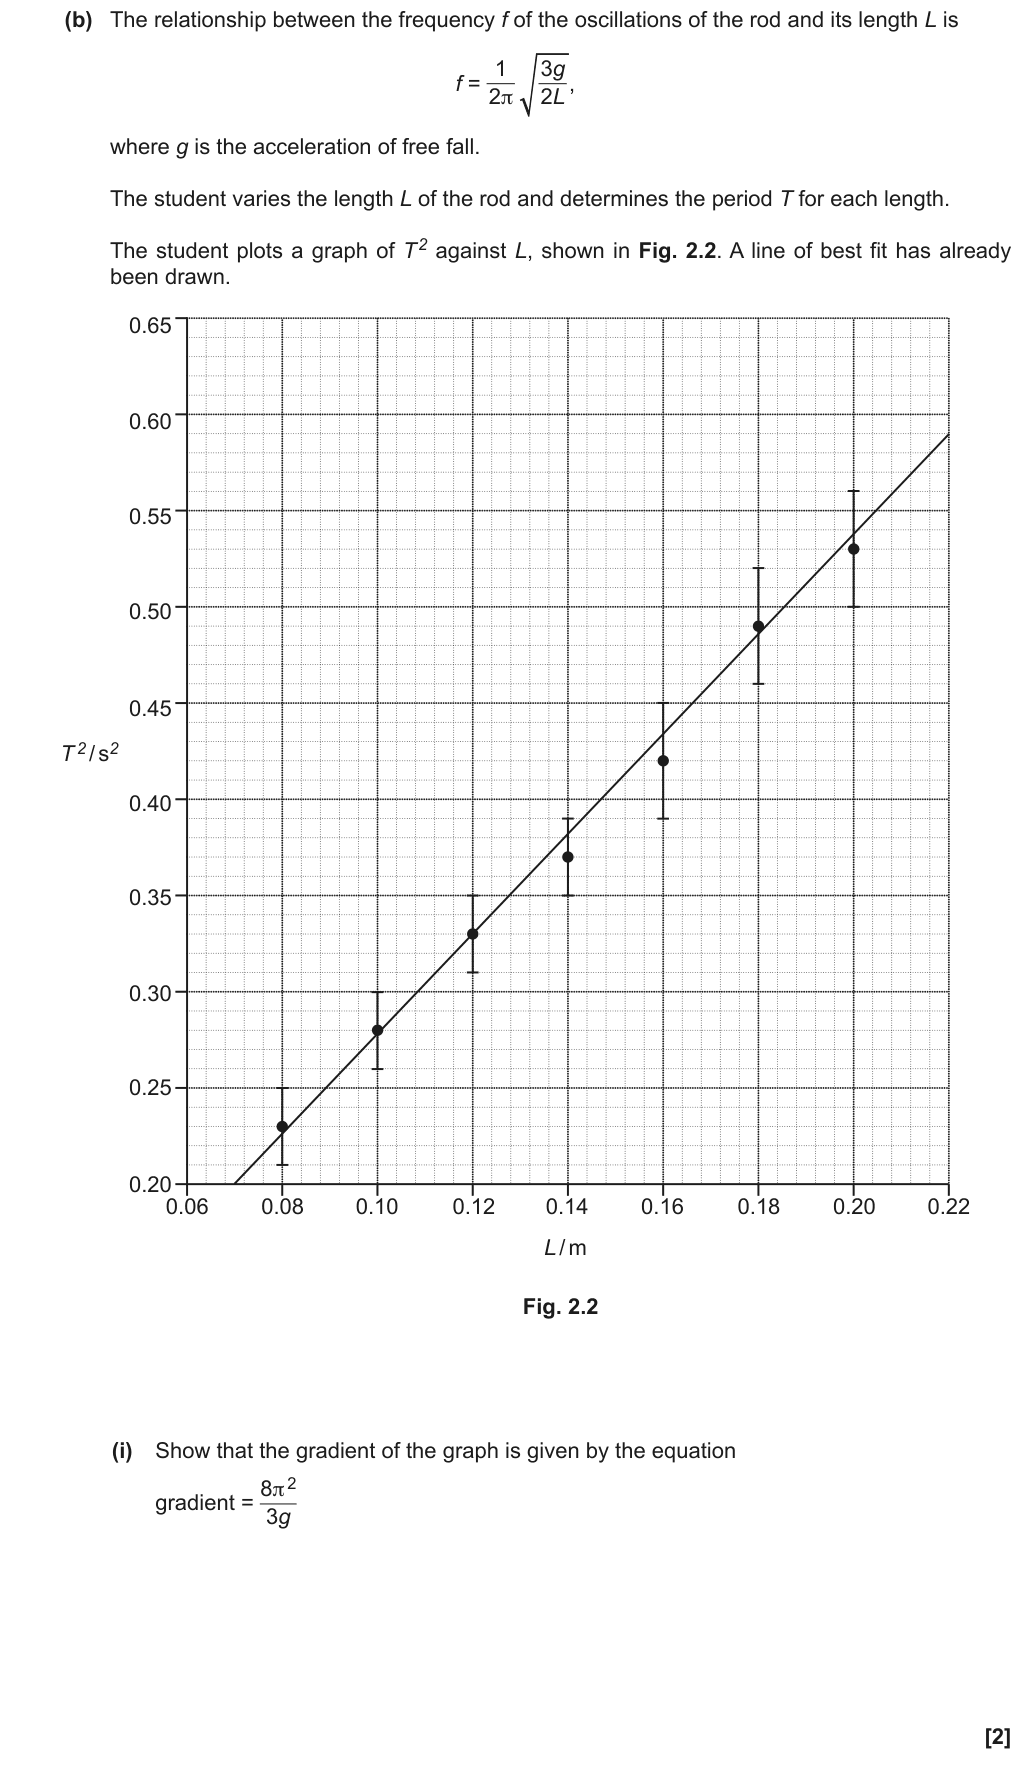 (b) The relationship between the frequency f of the oscillations of the rod and its length L is
f = 1/2π √3g/2L,
where g is the acceleration of free fall.
The student varies the length L of the rod and determines the period T for each length.
The student plots a graph of T² against L, shown in Fig. 2.2. A line of best fit has already
been drawn.
0.65
0.60
0.55
0.50
0.45
T²/s²
0.40
0.35
0.30
0.25
0.20
0.06 0.08 0.10 0.12 0.14 0.16 0.18 0.20 0.22
L/m
Fig. 2.2
(i) Show that the gradient of the graph is given by the equation
gradient = 8π²/3g
[2]